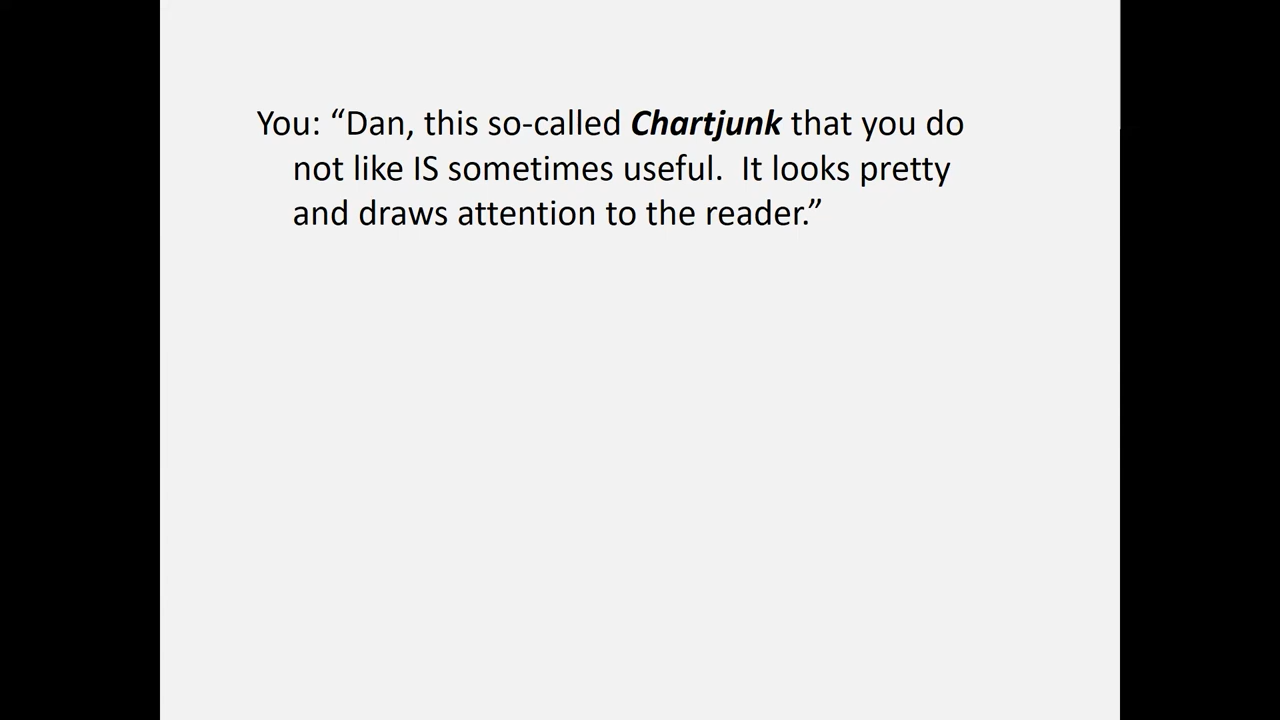 You: “Dan, this so-called Chartjunk that you do
not like IS sometimes useful.  It looks pretty
and draws attention to the reader.”